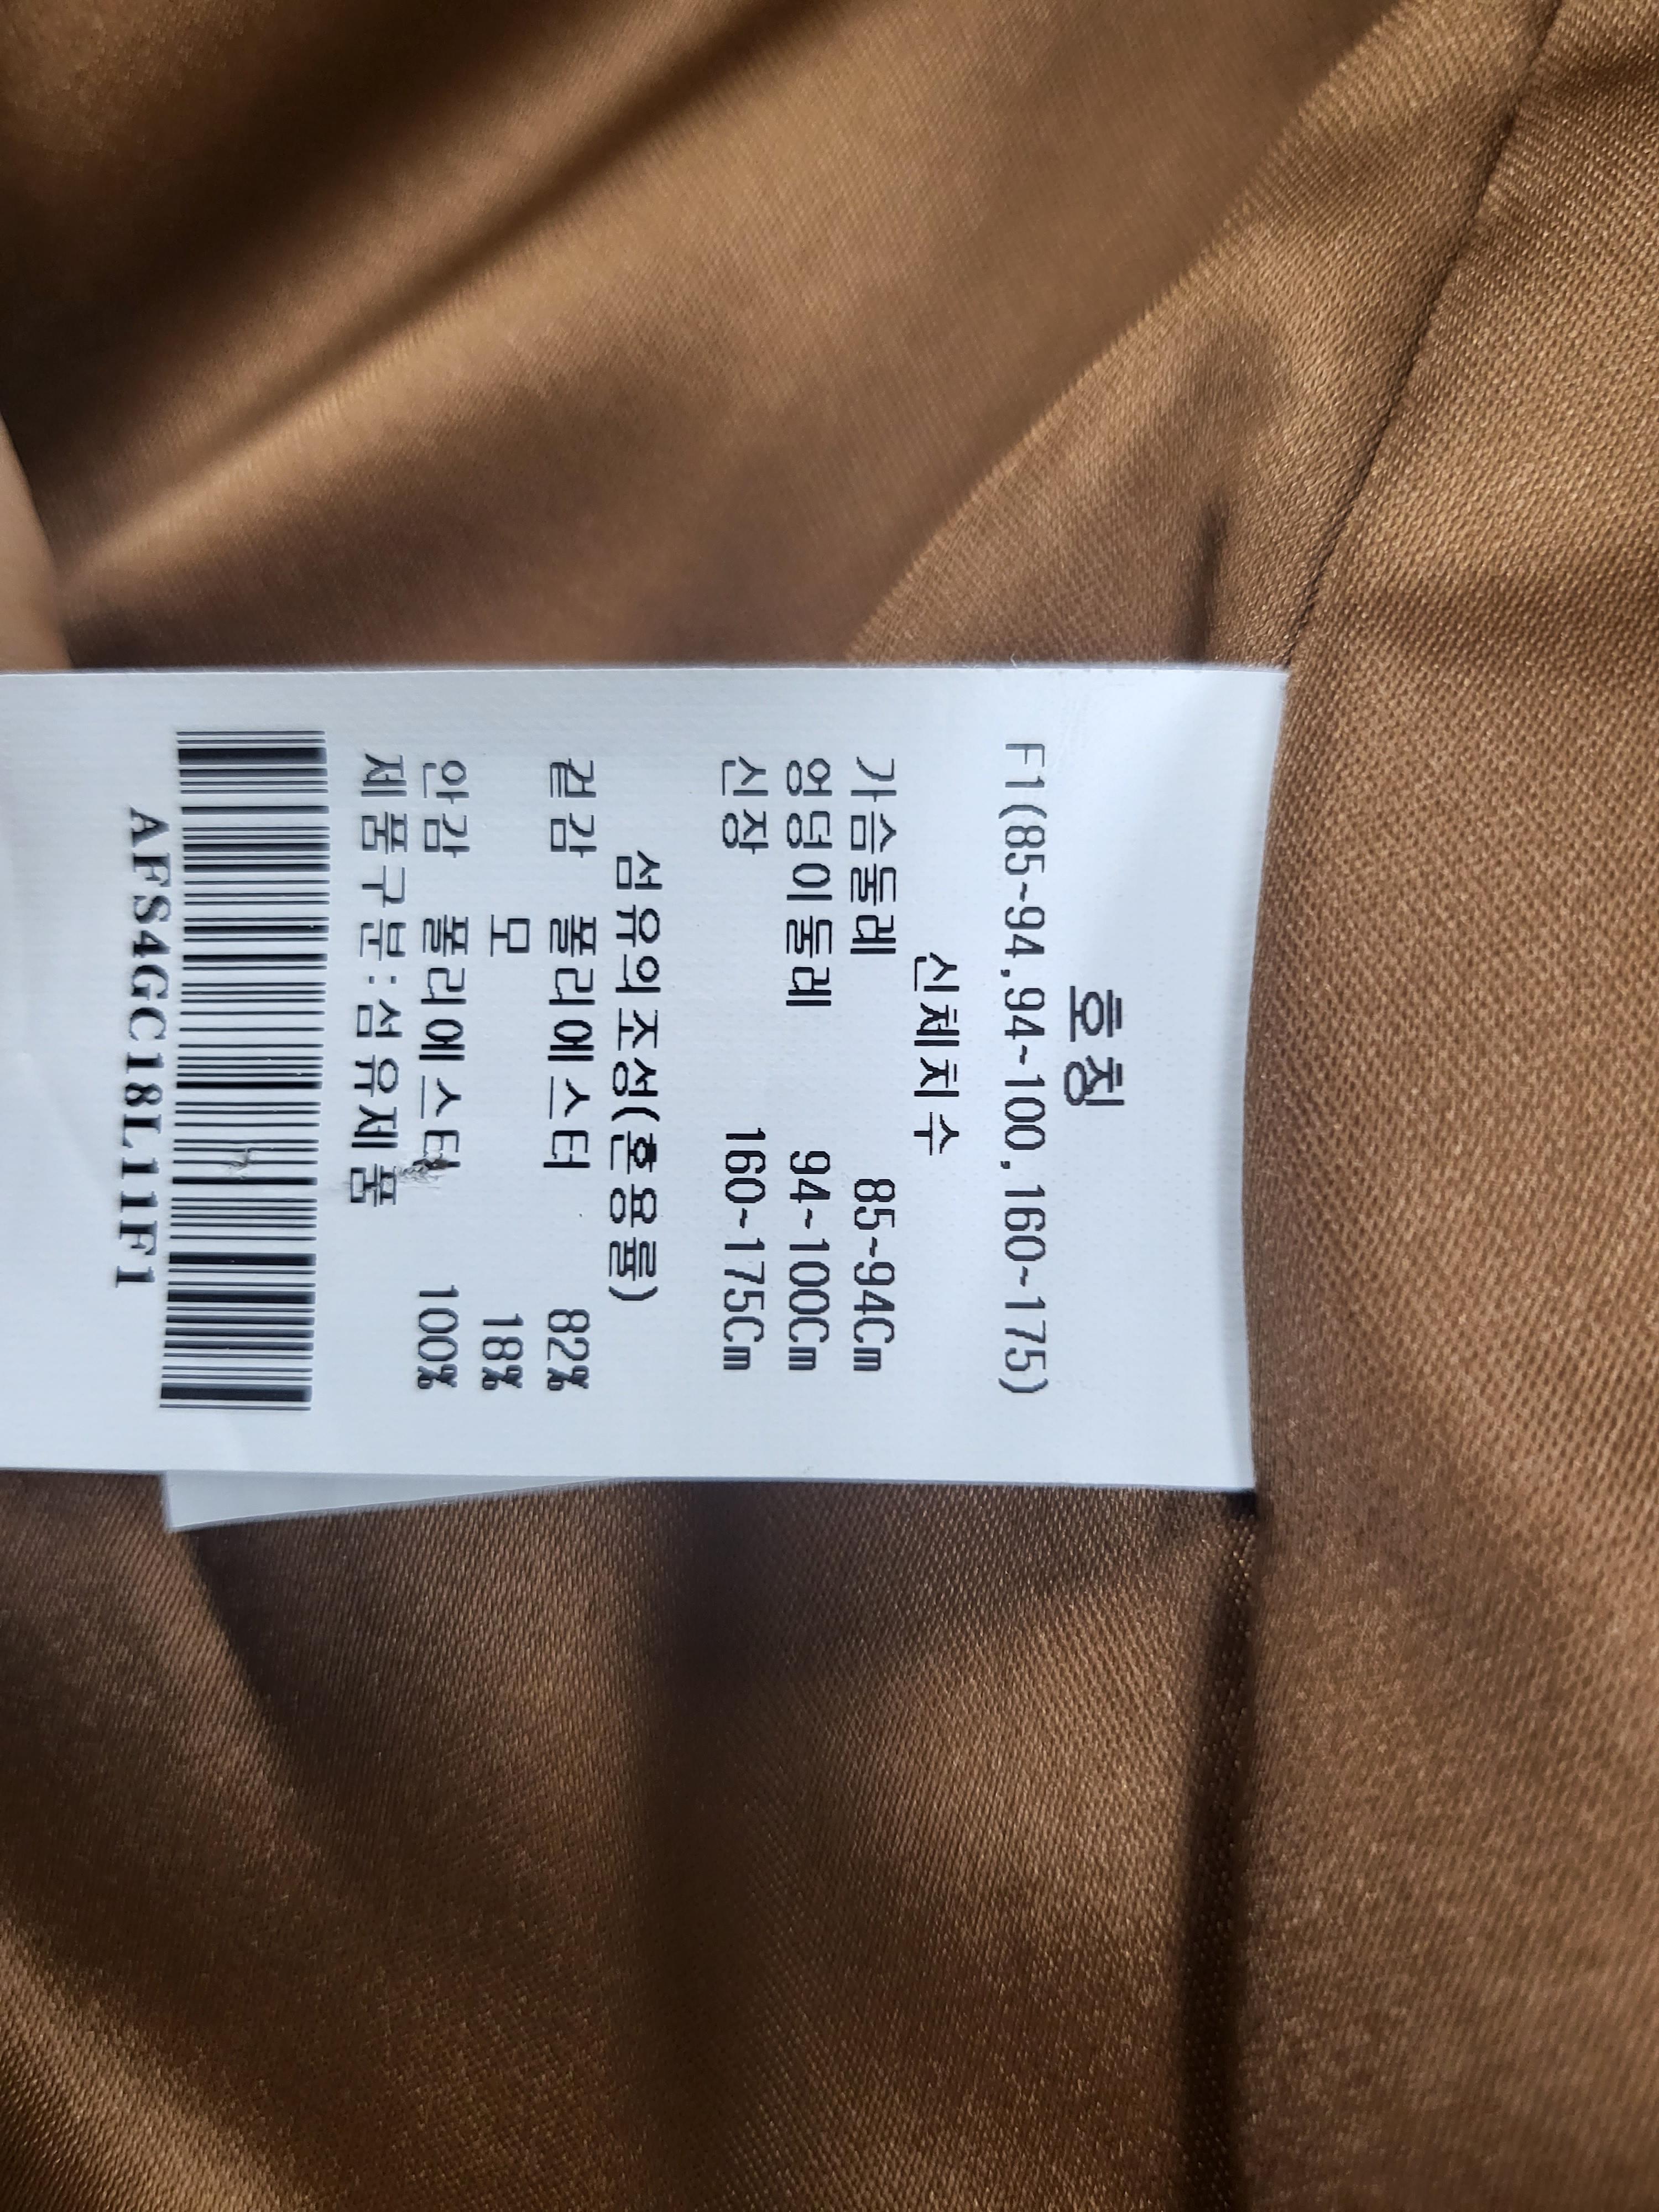 호칭
F1(85~94,94~100,160~175)
신체치수
가슴둘레 85~94Cm
엉덩이둘레 94~100Cm
신장 160~175Cm
섬유의조성(혼용률)
겉감 폴리에스터 82%
모 18%
안감 폴리에스터 100%
제품구분:섬유제품
AFS4GC18L11F1